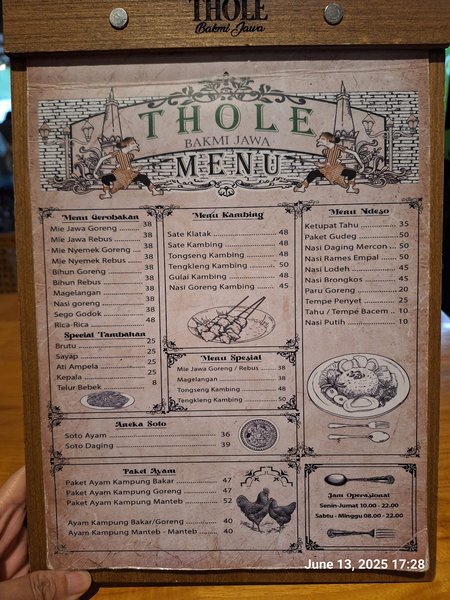 THOLE
Bakmi Jawa
THOLE
BAKMI JAWA
MENU
Menu Gerobakan
Mie Jawa Goreng 38
Mie Jawa Rebus 38
Mie Nyemek Goreng 38
Mie Nyemek Rebus 38
Bihun Goreng 38
Bihun Rebus 38
Magelangan 38
Nasi goreng 38
Sego Godok 38
Rica-Rica 48
Special Tambahan
Brutu 25
Sayap 25
Ati Ampela 25
Kepala 25
Telur Bebek 8
Menu Kambing
Sate Klatak 48
Sate Kambing 48
Tongseng Kambing 48
Tengkleng Kambing 50
Gulai Kambing 48
Nasi Goreng Kambing 45
Menu Spesial
Mie Jawa Goreng / Rebus 38
Magelangan 38
Tongseng Kambing 48
Tengkleng Kambing 50
Menu Ndeso
Ketupat Tahu 35
Paket Gudeg 50
Nasi Daging Mercon 50
Nasi Rames Empal 50
Nasi Lodeh 45
Nasi Brongkos 45
Paru Goreng 20
Tempe Penyet 25
Tahu / Tempe Bacem 10
Nasi Putih 10
Aneka Soto
Soto Ayam 36
Soto Daging 39
Paket Ayam
Paket Ayam Kampung Bakar 47
Paket Ayam Kampung Goreng 47
Paket Ayam Kampung Manteb 52
Ayam Kampung Bakar/Goreng 40
Ayam Kampung Manteb - Manteb 40
Jam Operasional
Senin-Jumat 10.00 - 22.00
Sabtu - Minggu 08.00 - 22.00
June 13, 2025 17:28